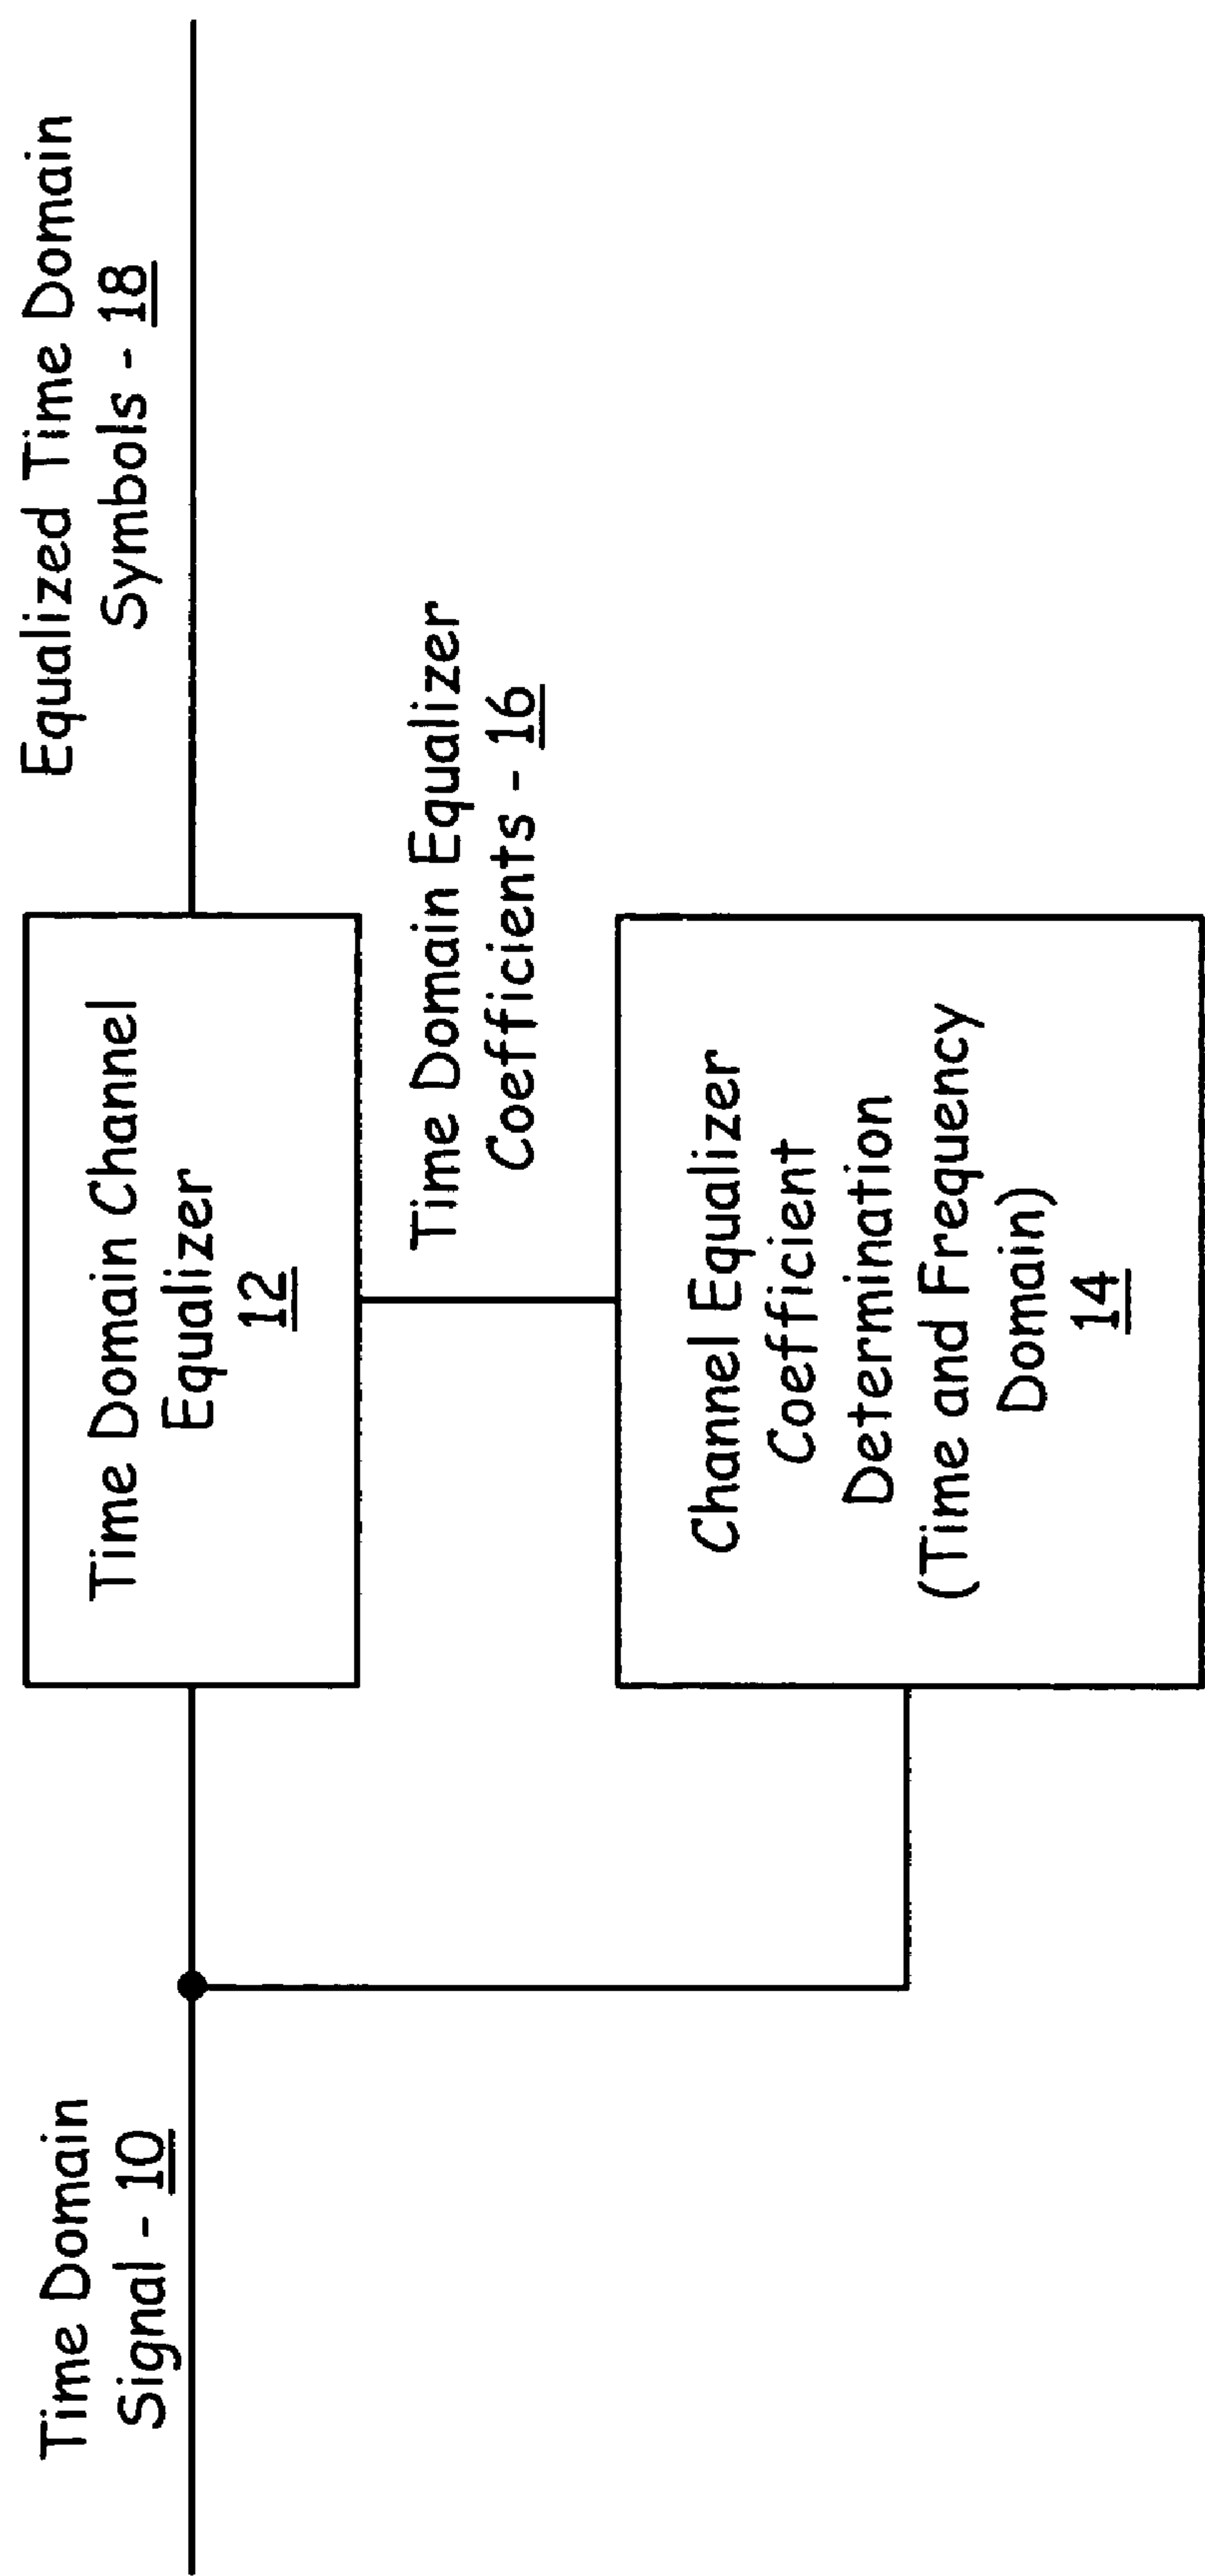 Time Domain
Signal - 10
Time Domain Channel
Equalizer
12
Equalized Time Domain
Symbols - 18
Time Domain Equalizer
Coefficients - 16
Channel Equalizer
Coefficient
Determination
(Time and Frequency
Domain)
14